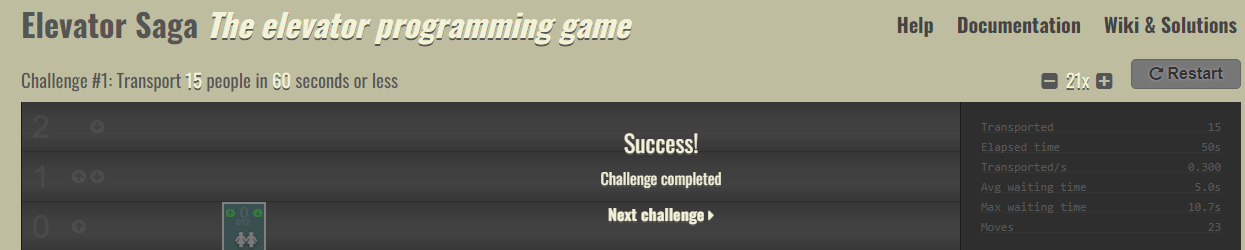 Elevator Saga The elevator programming game
Help Documentation Wiki & Solutions
Challenge #1: Transport 15 people in 60 seconds or less
21x Restart
2
1
0
0
Success!
Challenge completed
Next challenge
Transported 15
Elapsed time 50s
Transported/s 0.300
Avg waiting time 5.0s
Max waiting time 10.7s
Moves 23